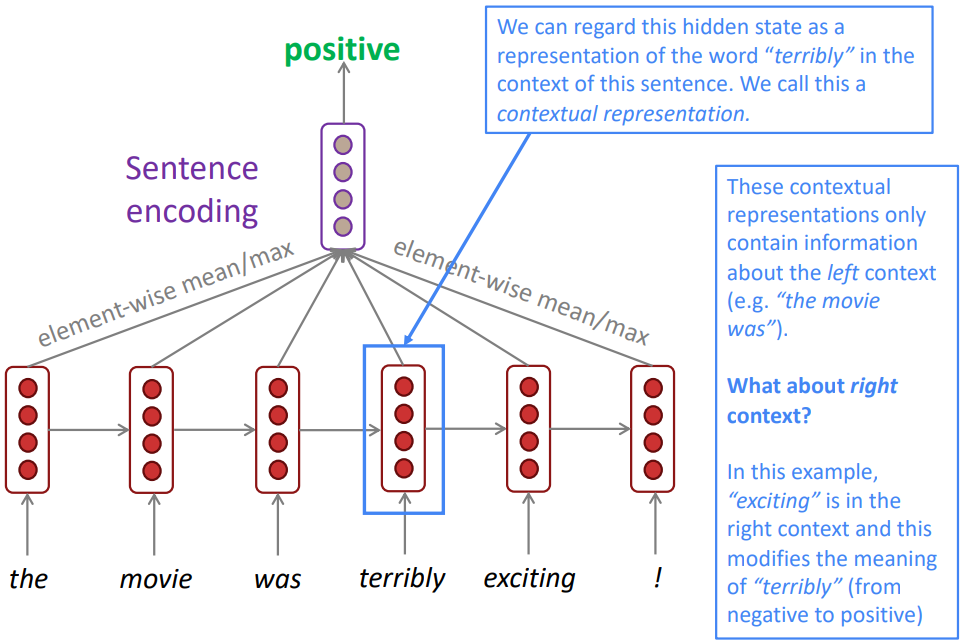 We can regard this hidden state as a
representation of the word “terribly” in the
context of this sentence. We call this a
contextual representation.
positive
Sentence
encoding
element-wise mean/max
element-wise mean/max
the
movie
was
terribly
exciting
!
These contextual
representations only
contain information
about the left context
(e.g. “the movie
was”).
What about right
context?
In this example,
“exciting” is in the
right context and this
modifies the meaning
of “terribly” (from
negative to positive)